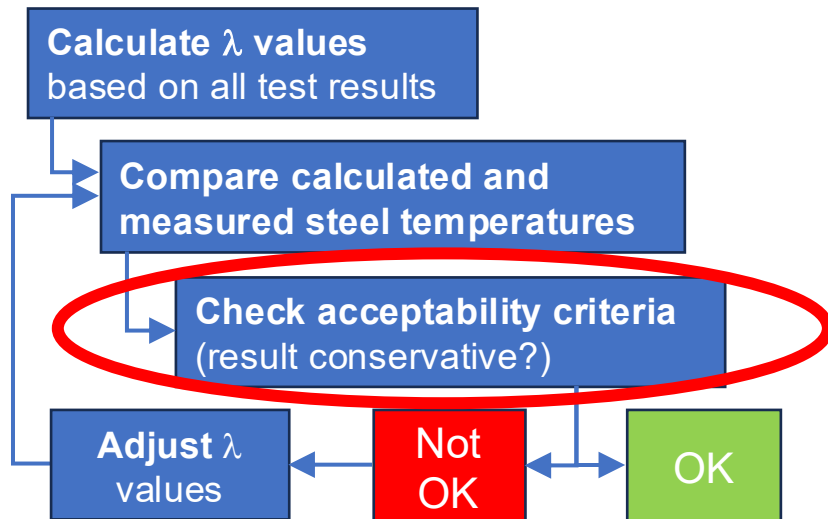 Calculate λ values
based on all test results
Compare calculated and
measured steel temperatures
Check acceptability criteria
(result conservative?)
Adjust λ
values
Not
OK
OK